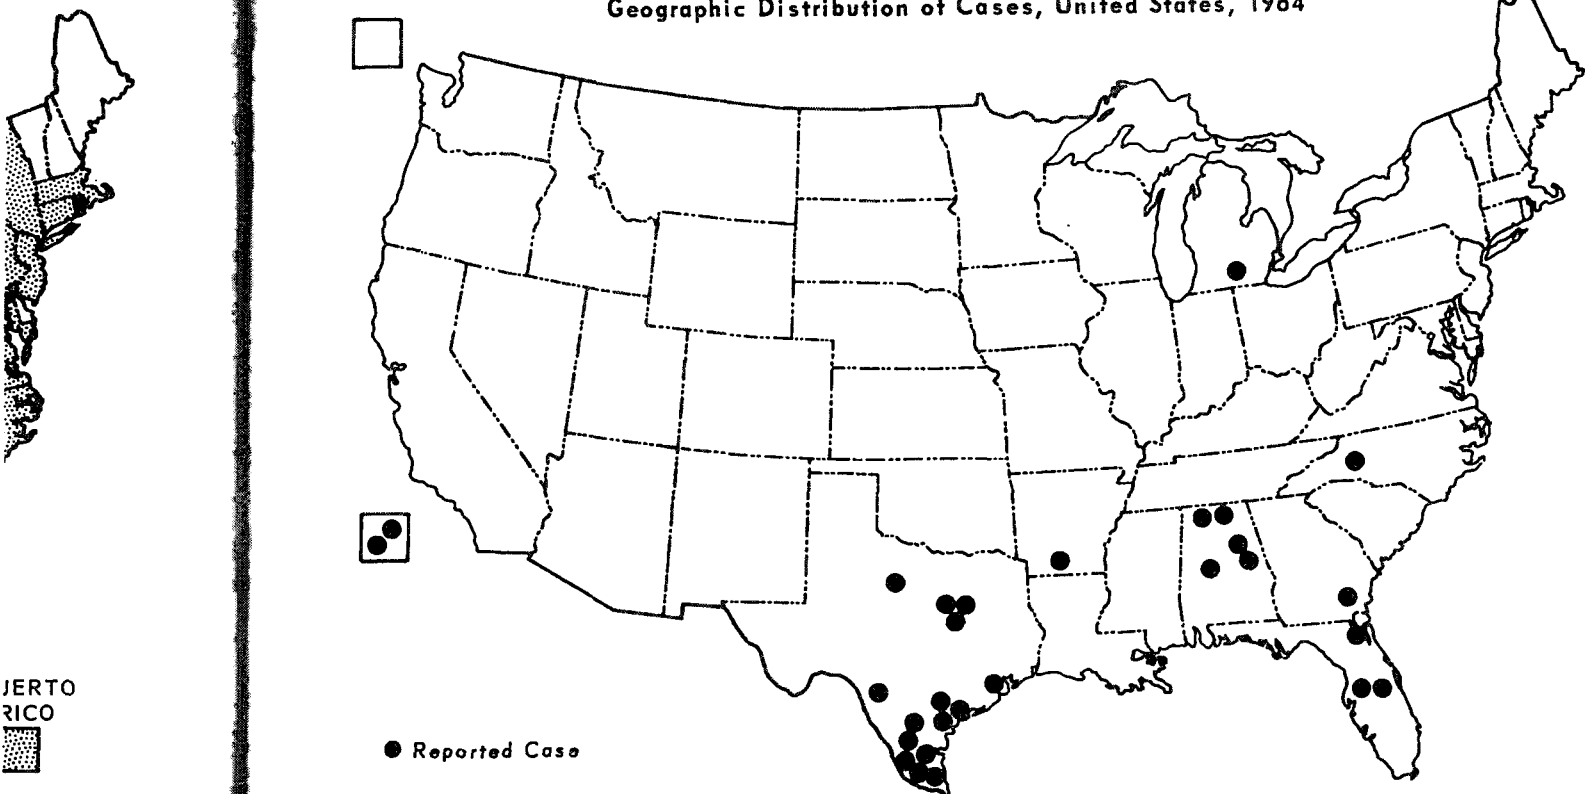 Geographic Distribution of Cases, United States, 1964
JERTO
RICO
Reported Case